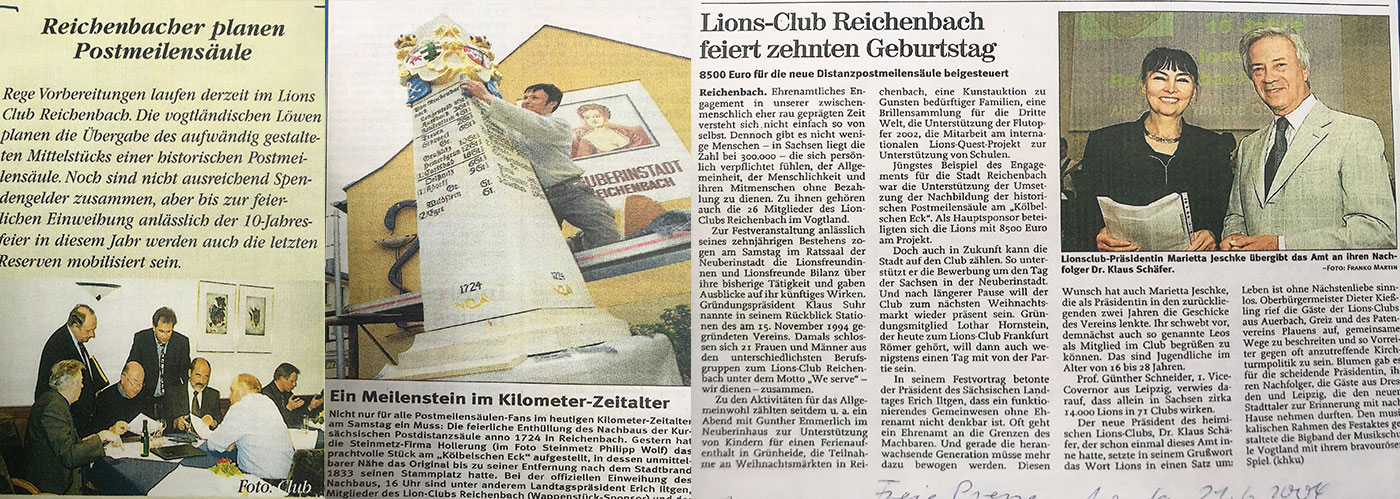 Reichenbacher planen
Postmeilensäule
Rege Vorbereitungen laufen derzeit im Lions
Club Reichenbach. Die vogtländischen Löwen
planen die Übergabe des aufwändig gestalte-
ten Mittelstücks einer historischen Postmei-
lensäule. Noch sind nicht ausreichend Spen-
dengelder zusammen, aber bis zur feier-
lichen Einweihung anlässlich der 10-Jahres-
feier in diesem Jahr werden auch die letzten
Reserven mobilisiert sein.
Foto. Club
UBERINSTADT
EICHENBACH
1724
1724
Ein Meilenstein im Kilometer-Zeitalter
Nicht nur für alle Postmeilensäulen-Fans im heutigen Kilometer-Zeitalter
am Samstag ein Muss: Die feierliche Enthüllung des Nachbaus der Kur-
sächsischen Postdistanzsäule anno 1724 in Reichenbach. Gestern hat
die Steinmetz-Firma Hollerung (im Foto Steinmetz Philipp Wolf) das
prachtvolle Stück am „Kölbelschen Eck" aufgestellt, in dessen unmittel-
barer Nähe das Original bis zu seiner Entfernung nach dem Stadtbrand
1833 seinen Stammplatz hatte. Bei der offiziellen Einweihung des
Nachbaus, 16 Uhr sind unter anderem Landtagspräsident Erich Iltgen,
Mitglieder des Lion-Clubs Reichenbach (Wappenstück-Sponsor) und
Lions-Club Reichenbach
feiert zehnten Geburtstag
8500 Euro für die neue Distanzpostmeilensäule beigesteuert
Reichenbach. Ehrenamtliches En-
gagement in unserer zwischen-
menschlich eher rau geprägten Zeit
versteht sich nicht einfach so von
selbst. Dennoch gibt es nicht weni-
ge Menschen – in Sachsen liegt die
Zahl bei 300.000 – die sich persön-
lich verpflichtet fühlen, der Allge-
meinheit, der Menschlichkeit und
ihren Mitmenschen ohne Bezah-
lung zu dienen. Zu ihnen gehören
auch die 26 Mitglieder des Lion-
Clubs Reichenbach im Vogtland.
Zur Festveranstaltung anlässlich
seines zehnjährigen Bestehens zo-
gen am Samstag im Ratssaal der
Neuberinstadt die Lionsfreundin-
nen und Lionsfreunde Bilanz über
ihre bisherige Tätigkeit und gaben
Ausblicke auf ihr künftiges Wirken.
Gründungspräsident Klaus Suhr
nannte in seinem Rückblick Statio-
nen des am 15. November 1994 ge-
gründeten Vereins. Damals schlos-
sen sich 21 Frauen und Männer aus
den unterschiedlichsten Berufs-
gruppen zum Lions-Club Reichen-
bach unter dem Motto „We serve" –
wir dienen – zusammen.
Zu den Aktivitäten für das Allge-
meinwohl zählten seitdem u. a. ein
Abend mit Gunther Emmerlich im
Neuberinhaus zur Unterstützung
von Kindern für einen Ferienauf-
enthalt in Grünheide, die Teilnah-
me an Weihnachtsmärkten in Rei-
chenbach, eine Kunstauktion zu
Gunsten bedürftiger Familien, eine
Brillensammlung für die Dritte
Welt, die Unterstützung der Flutop-
fer 2002, die Mitarbeit am interna-
tionalen Lions-Quest-Projekt zur
Unterstützung von Schulen.
Jüngstes Beispiel des Engage-
ments für die Stadt Reichenbach
war die Unterstützung der Umset-
zung der Nachbildung der histori-
schen Postmeilensäule am „Kölbel-
schen Eck". Als Hauptsponsor betei-
ligten sich die Lions mit 8500 Euro
am Projekt.
Doch auch in Zukunft kann die
Stadt auf den Club zählen. So unter-
stützt er die Bewerbung um den Tag
der Sachsen in der Neuberinstadt.
Und nach längerer Pause will der
Club zum nächsten Weihnachts-
markt wieder präsent sein. Grün-
dungsmitglied Lothar Hornstein,
der heute zum Lions-Club Frankfurt
Römer gehört, will dann auch we-
nigstens einen Tag mit von der Par-
tie sein.
In seinem Festvortrag betonte
der Präsident des Sächsischen Land-
tages Erich Iltgen, dass ein funktio-
nierendes Gemeinwesen ohne Eh-
renamt nicht denkbar ist. Oft geht
ein Ehrenamt an die Grenzen des
Machbaren. Und gerade die heran-
wachsende Generation müsse mehr
dazu bewogen werden. Diesen
Lionsclub-Präsidentin Marietta Jeschke übergibt das Amt an ihren Nach-
folger Dr. Klaus Schäfer.
–FOTO: FRANKO MARTIN
Wunsch hat auch Marietta Jeschke,
die als Präsidentin in den zurücklie-
genden zwei Jahren die Geschicke
des Vereins lenkte. Ihr schwebt vor,
demnächst auch so genannte Leos
als Mitglied im Club begrüßen zu
können. Das sind Jugendliche im
Alter von 16 bis 28 Jahren.
Prof. Günther Schneider, 1. Vice-
Covernor aus Leipzig, verwies da-
rauf, dass allein in Sachsen zirka
14.000 Lions in 71 Clubs wirken.
Der neue Präsident des heimi-
schen Lions-Clubs, Dr. Klaus Schä-
fer, der schon einmal dieses Amt in-
ne hatte, setzte in seinem Grußwort
das Wort Lions in einen Satz um:
Leben ist ohne Nächstenliebe sinn-
los. Oberbürgermeister Dieter Kieß-
ling rief die Gäste der Lions-Clubs
aus Auerbach, Greiz und des Paten-
vereins Plauen auf, gemeinsam
Wege zu beschreiten und so Vorrei-
ter gegen oft anzutreffende Kirch-
turmpolitik zu sein. Blumen gab es
für die scheidende Präsidentin, ih-
ren Nachfolger, die Gäste aus Dres-
den und Leipzig, die den neuen
Stadttaler zur Erinnerung mit nach
Hause nehmen durften. Den musi-
kalischen Rahmen des Festaktes ge-
staltete die Bigband der Musikschu-
le Vogtland mit ihrem bravourösen
Spiel. (khku)
Freie Presse